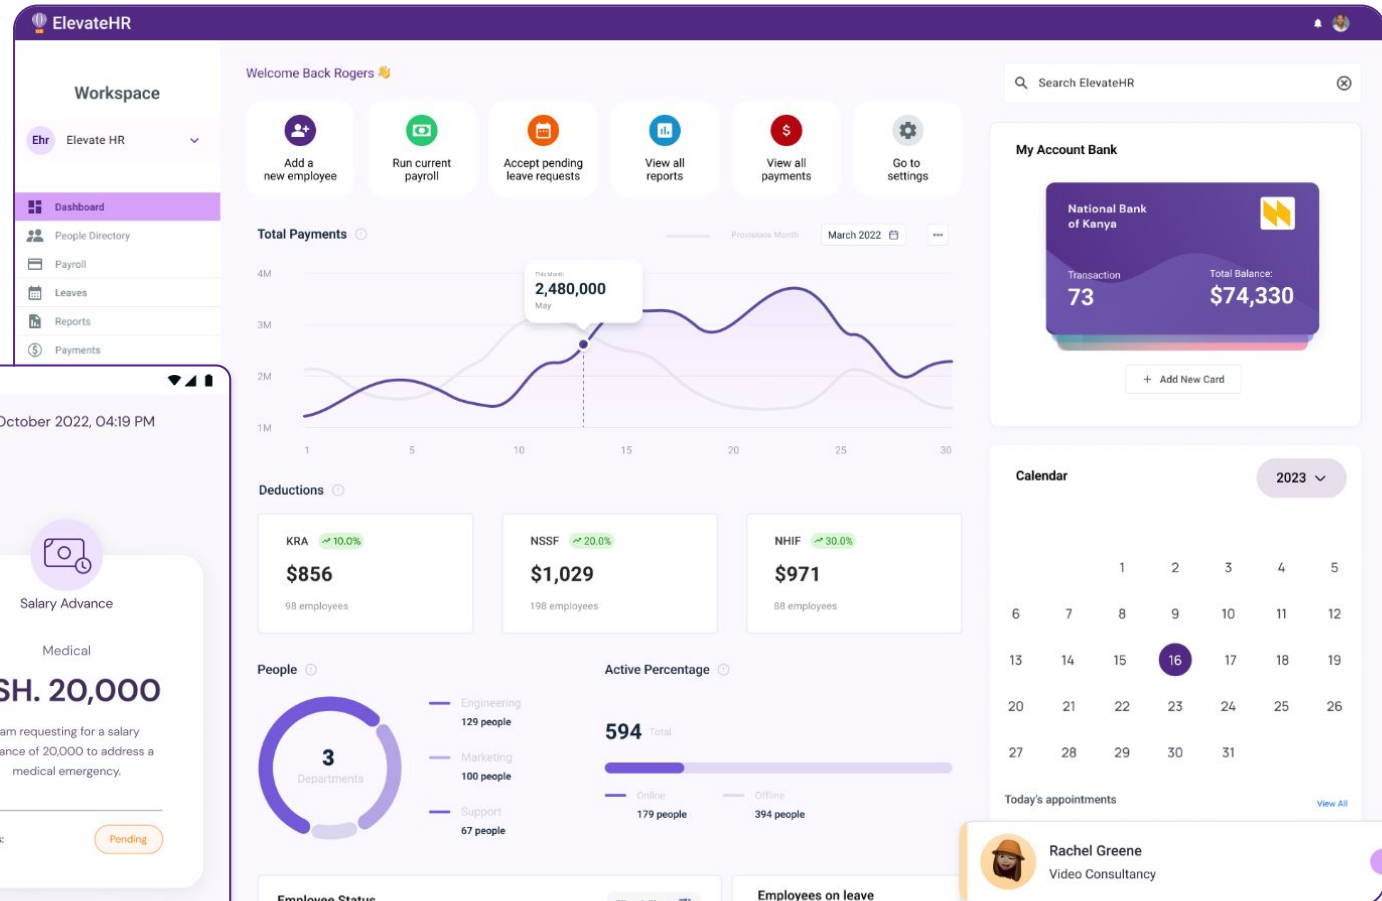 ElevateHR
Workspace
Ehr Elevate HR
Dashboard
People Directory
Payroll
Leaves
Reports
Payments
Welcome Back Rogers 👋
Add a
new employee
Run current
payroll
Accept pending
leave requests
View all
reports
View all
payments
Go to
settings
Total Payments
Provisions Month
March 2022
4M
3M
2M
1M
This Month
2,480,000
May
1 5 10 15 20 25 30
Deductions
KRA 10.0%
$856
98 employees
NSSF 20.0%
$1,029
198 employees
NHIF 30.0%
$971
88 employees
People
3
Departments
Engineering
129 people
Marketing
100 people
Support
67 people
Active Percentage
594 Total
Online
179 people
Offline
394 people
Employee Status
Employees on leave
Search ElevateHR
My Account Bank
National Bank
of Kanya
Transaction
73
Total Balance:
$74,330
+ Add New Card
Calendar
2023
1 2 3 4 5
6 7 8 9 10 11 12
13 14 15 16 17 18 19
20 21 22 23 24 25 26
27 28 29 30 31
Today's appointments
View All
Rachel Greene
Video Consultancy
October 2022, 04:19 PM
Salary Advance
Medical
SH. 20,000
am requesting for a salary
ance of 20,000 to address a
medical emergency.
Pending